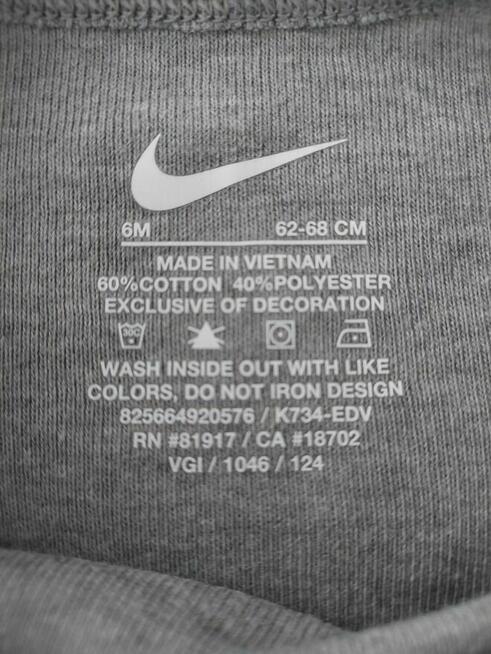 6M 62-68 CM
MADE IN VIETNAM
60%COTTON 40%POLYESTER
EXCLUSIVE OF DECORATION
30C
WASH INSIDE OUT WITH LIKE
COLORS, DO NOT IRON DESIGN
825664920576 / K734-EDV
RN #81917 / CA #18702
VGI / 1046 / 124